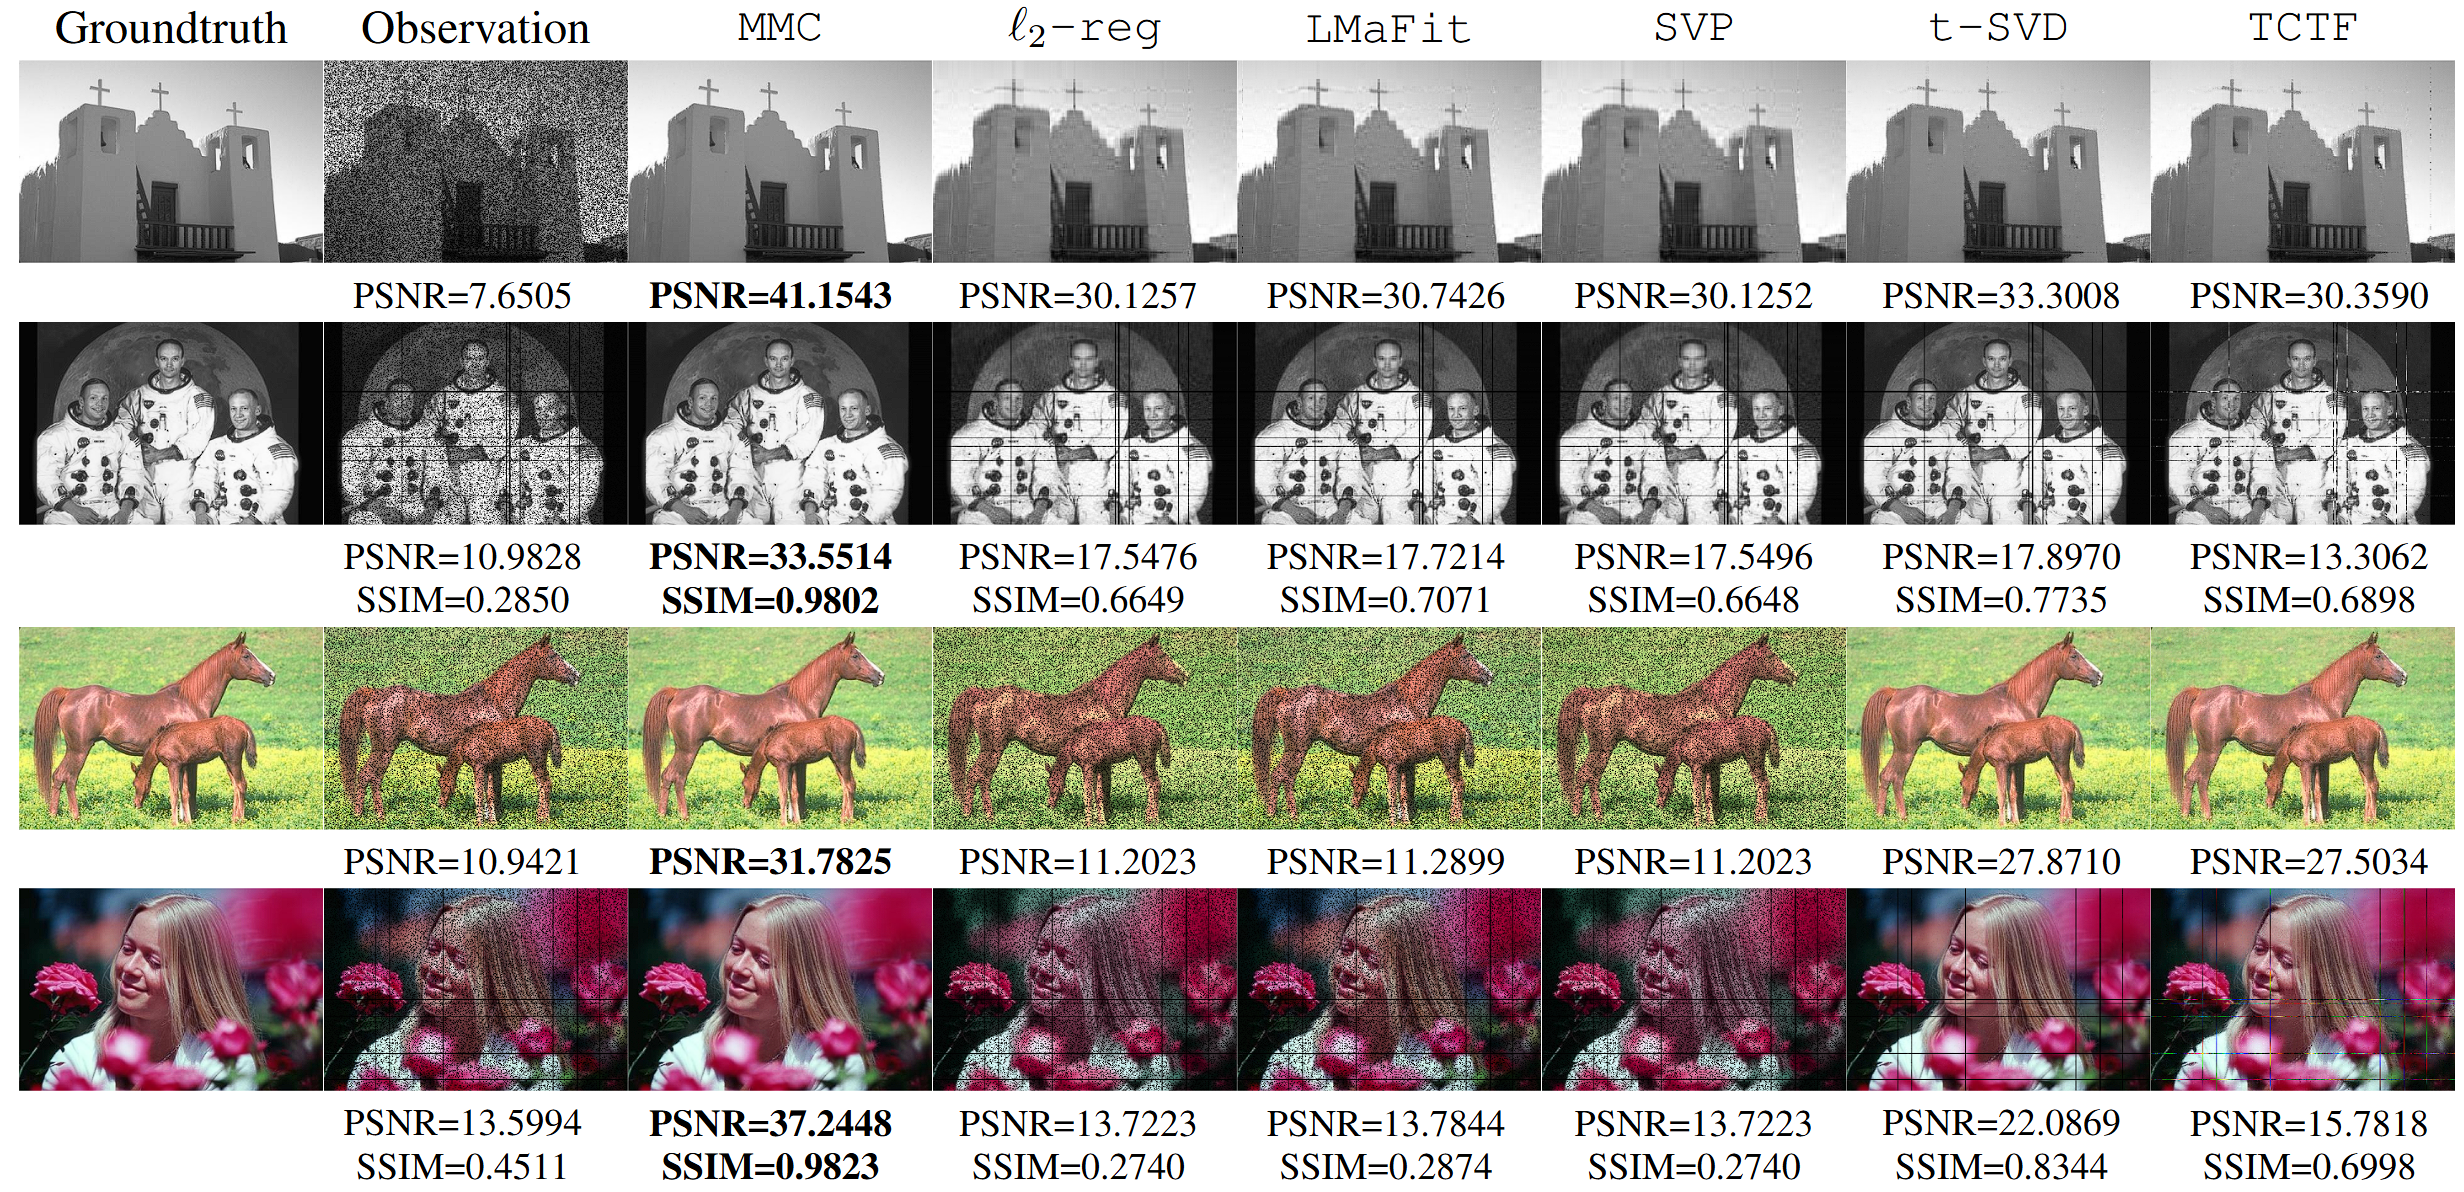 Groundtruth Observation MMC ℓ₂-reg LMaFit SVP t-SVD TCTF
PSNR=7.6505 PSNR=41.1543 PSNR=30.1257 PSNR=30.7426 PSNR=30.1252 PSNR=33.3008 PSNR=30.3590
PSNR=10.9828 PSNR=33.5514 PSNR=17.5476 PSNR=17.7214 PSNR=17.5496 PSNR=17.8970 PSNR=13.3062
SSIM=0.2850 SSIM=0.9802 SSIM=0.6649 SSIM=0.7071 SSIM=0.6648 SSIM=0.7735 SSIM=0.6898
PSNR=10.9421 PSNR=31.7825 PSNR=11.2023 PSNR=11.2899 PSNR=11.2023 PSNR=27.8710 PSNR=27.5034
PSNR=13.5994 PSNR=37.2448 PSNR=13.7223 PSNR=13.7844 PSNR=13.7223 PSNR=22.0869 PSNR=15.7818
SSIM=0.4511 SSIM=0.9823 SSIM=0.2740 SSIM=0.2874 SSIM=0.2740 SSIM=0.8344 SSIM=0.6998